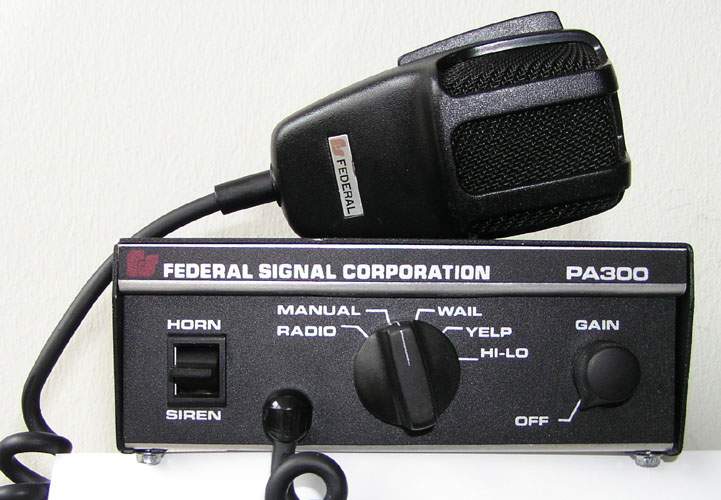 FEDERAL
FEDERAL SIGNAL CORPORATION PA300
MANUAL WAIL
HORN RADIO YELP GAIN
HI-LO
SIREN OFF